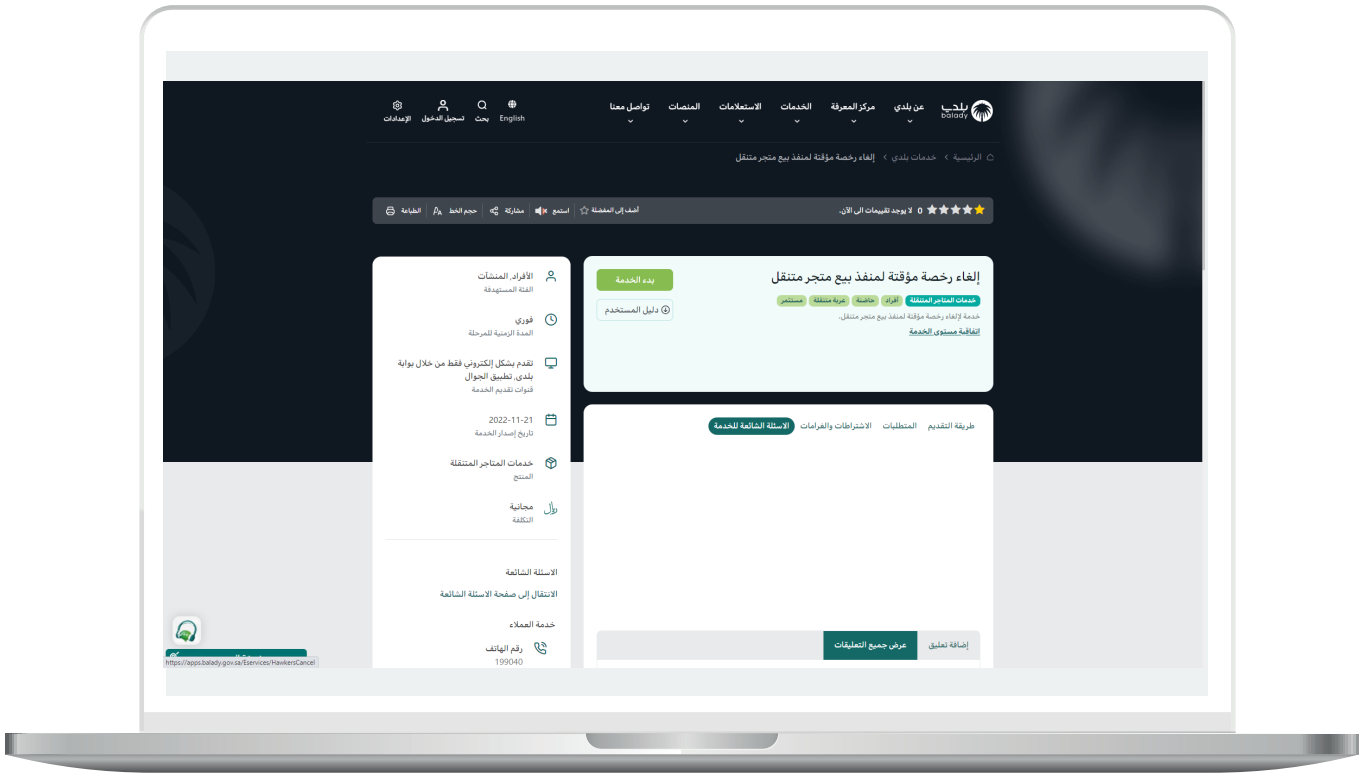 بلدي
balady
عن بلدي
مركز المعرفة
الخدمات
الاستعلامات
المنصات
تواصل معنا
English
بحث
تسجيل الدخول
الإعدادات
الرئيسية
خدمات بلدي
إلغاء رخصة مؤقتة لمنفذ بيع متجر متنقل
0 لا يوجد تقييمات الى الآن.
أضف إلى المفضلة
استمع
مشاركة
حجم الخط
الطباعة
إلغاء رخصة مؤقتة لمنفذ بيع متجر متنقل
خدمات المتاجر المتنقلة
أفراد
حاضنة
عربة متنقلة
مستثمر
خدمة لإلغاء رخصة مؤقتة لمنفذ بيع متجر متنقل.
اتفاقية مستوى الخدمة
بدء الخدمة
دليل المستخدم
طريقة التقديم
المتطلبات
الاشتراطات والغرامات
الاسئلة الشائعة للخدمة
إضافة تعليق
عرض جميع التعليقات
الأفراد, المنشآت
الفئة المستهدفة
فوري
المدة الزمنية للمرحلة
تقدم بشكل إلكتروني فقط من خلال بوابة
بلدي, تطبيق الجوال
قنوات تقديم الخدمة
2022-11-21
تاريخ إصدار الخدمة
خدمات المتاجر المتنقلة
المنتج
ريال
مجانية
التكلفة
الاسئلة الشائعة
الانتقال إلى صفحة الاسئلة الشائعة
خدمة العملاء
رقم الهاتف
199040
https://apps.balady.gov.sa/Eservices/HawkersCancel